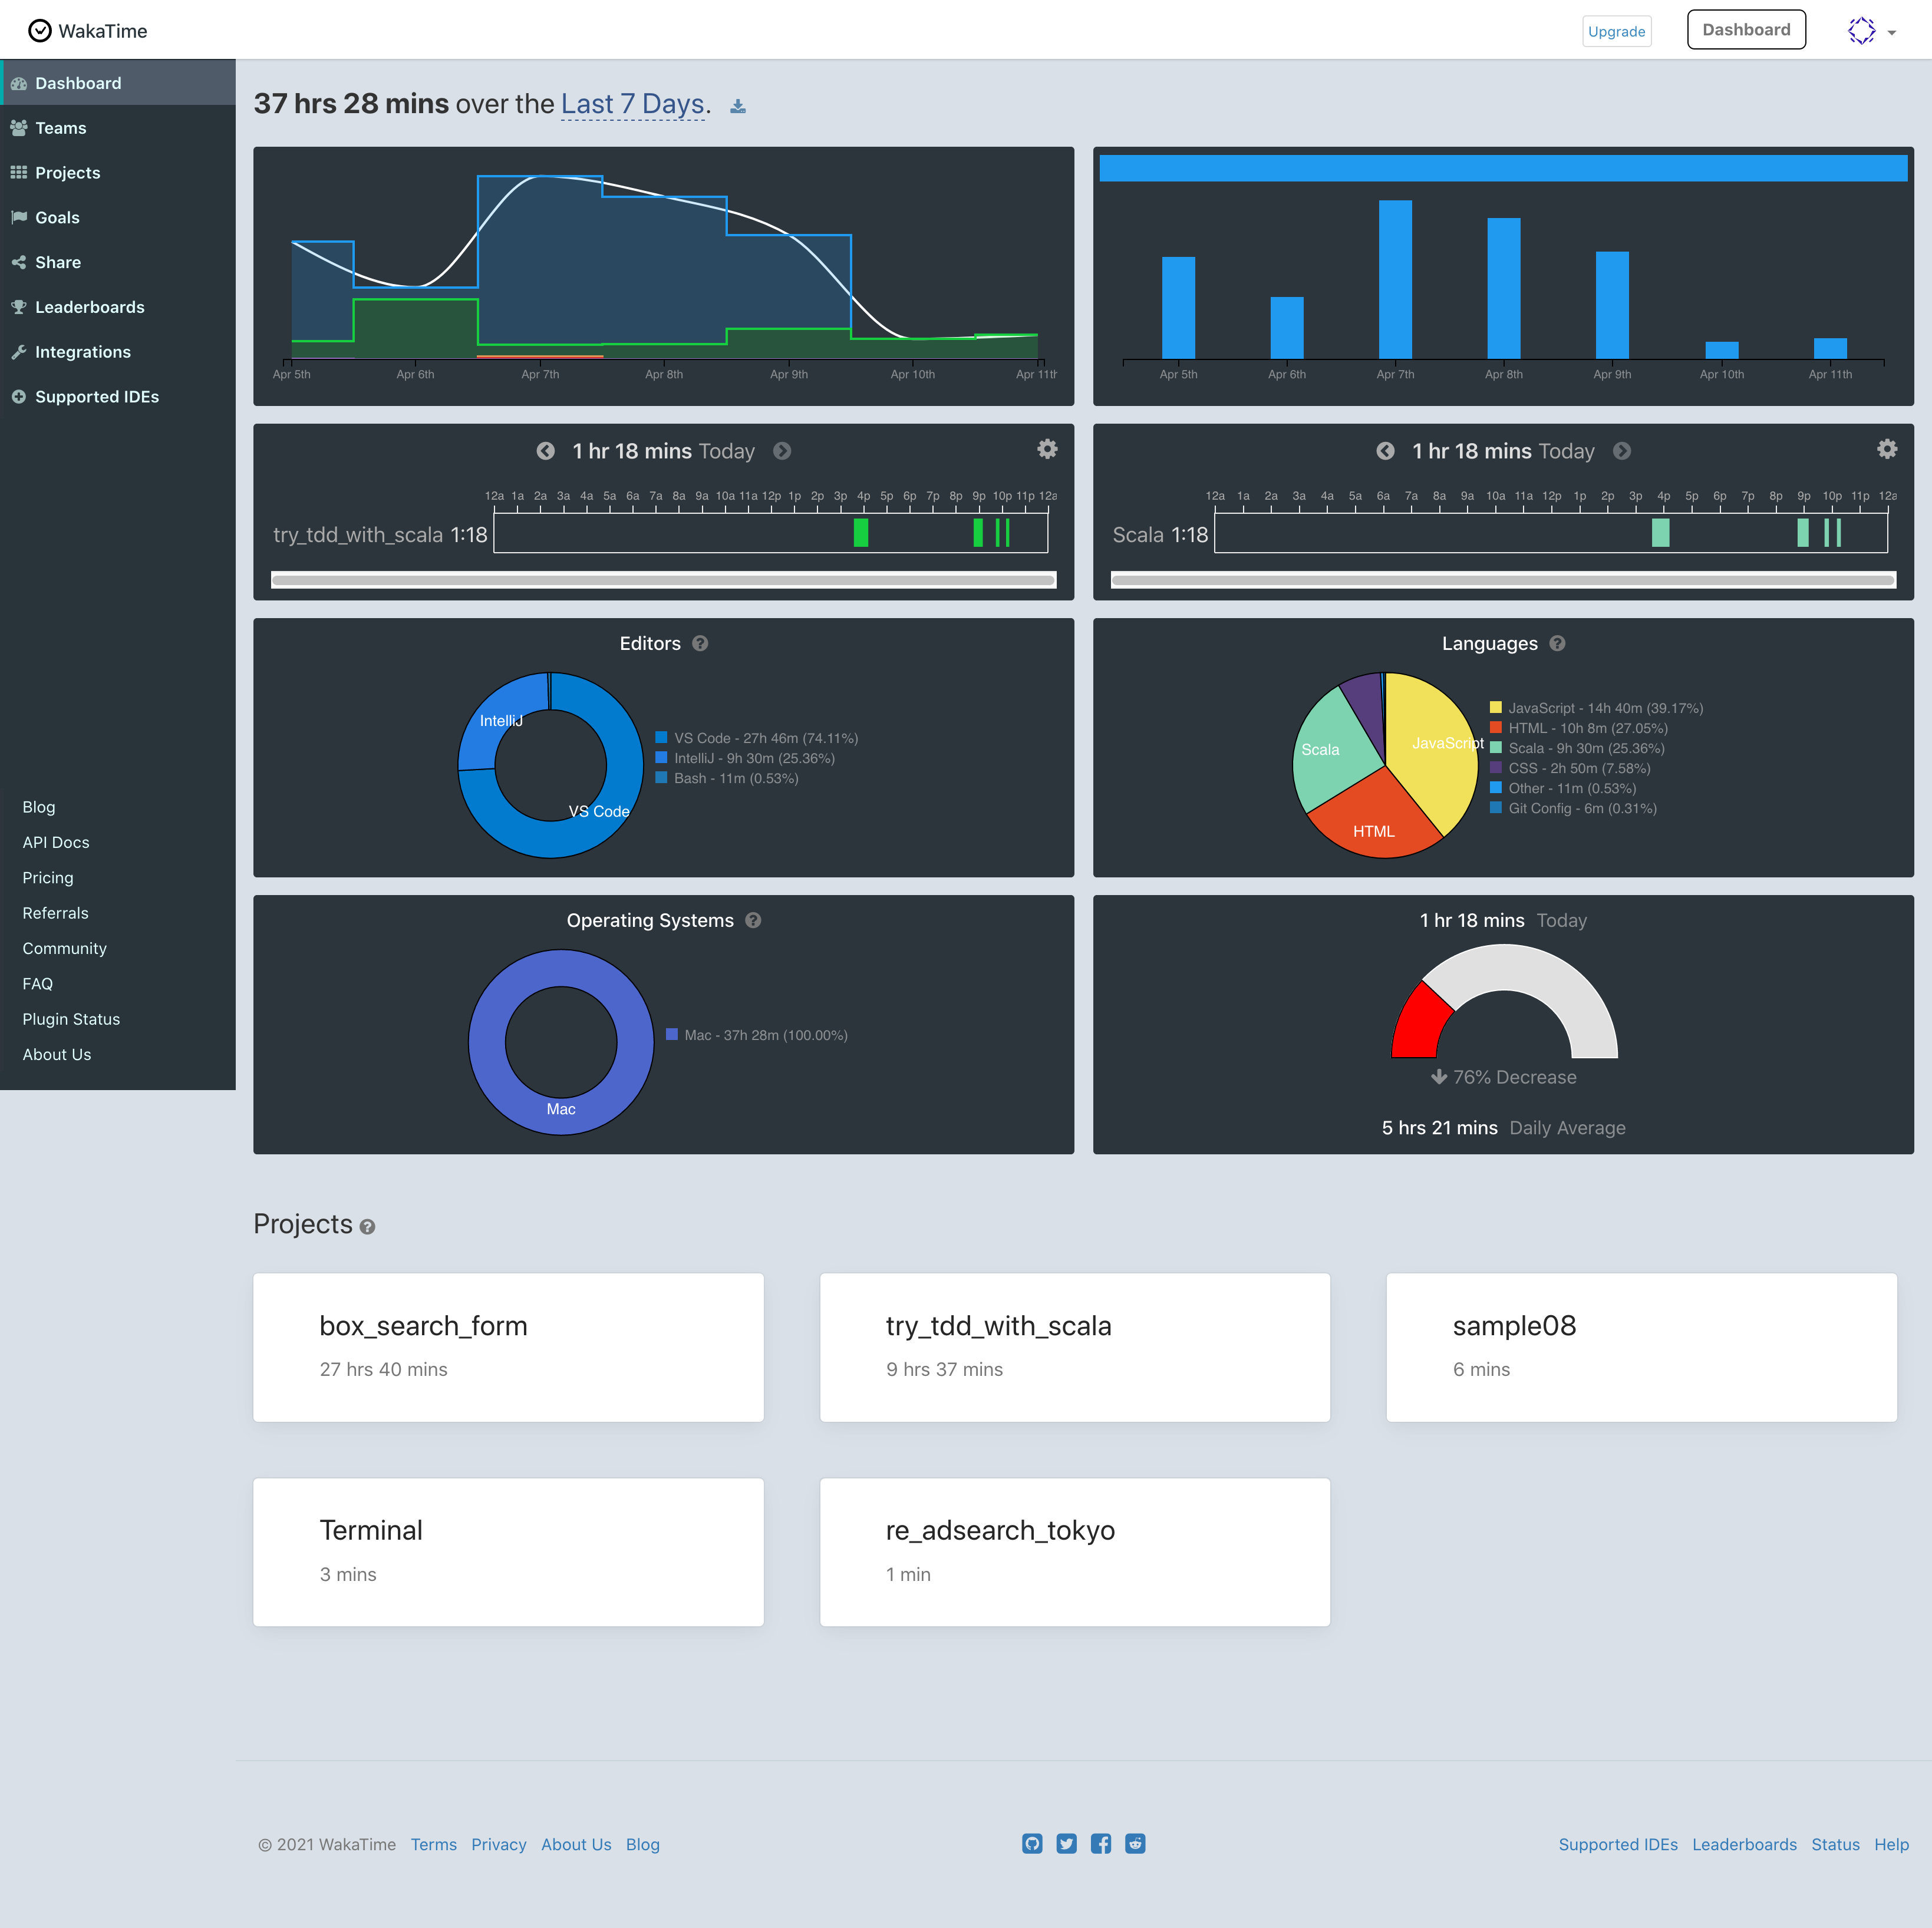 WakaTime
Upgrade
Dashboard
Dashboard
Teams
Projects
Goals
Share
Leaderboards
Integrations
Supported IDEs
Blog
API Docs
Pricing
Referrals
Community
FAQ
Plugin Status
About Us
37 hrs 28 mins over the Last 7 Days.
Apr 5th Apr 6th Apr 7th Apr 8th Apr 9th Apr 10th Apr 11th
Apr 5th Apr 6th Apr 7th Apr 8th Apr 9th Apr 10th Apr 11th
1 hr 18 mins Today
12a 1a 2a 3a 4a 5a 6a 7a 8a 9a 10a 11a 12p 1p 2p 3p 4p 5p 6p 7p 8p 9p 10p 11p 12a
try_tdd_with_scala 1:18
1 hr 18 mins Today
12a 1a 2a 3a 4a 5a 6a 7a 8a 9a 10a 11a 12p 1p 2p 3p 4p 5p 6p 7p 8p 9p 10p 11p 12a
Scala 1:18
Editors
IntelliJ
VS Code
VS Code - 27h 46m (74.11%)
IntelliJ - 9h 30m (25.36%)
Bash - 11m (0.53%)
Languages
JavaScript
Scala
HTML
JavaScript - 14h 40m (39.17%)
HTML - 10h 8m (27.05%)
Scala - 9h 30m (25.36%)
CSS - 2h 50m (7.58%)
Other - 11m (0.53%)
Git Config - 6m (0.31%)
Operating Systems
Mac
Mac - 37h 28m (100.00%)
1 hr 18 mins Today
76% Decrease
5 hrs 21 mins Daily Average
Projects
box_search_form
27 hrs 40 mins
try_tdd_with_scala
9 hrs 37 mins
sample08
6 mins
Terminal
3 mins
re_adsearch_tokyo
1 min
© 2021 WakaTime Terms Privacy About Us Blog
Supported IDEs Leaderboards Status Help